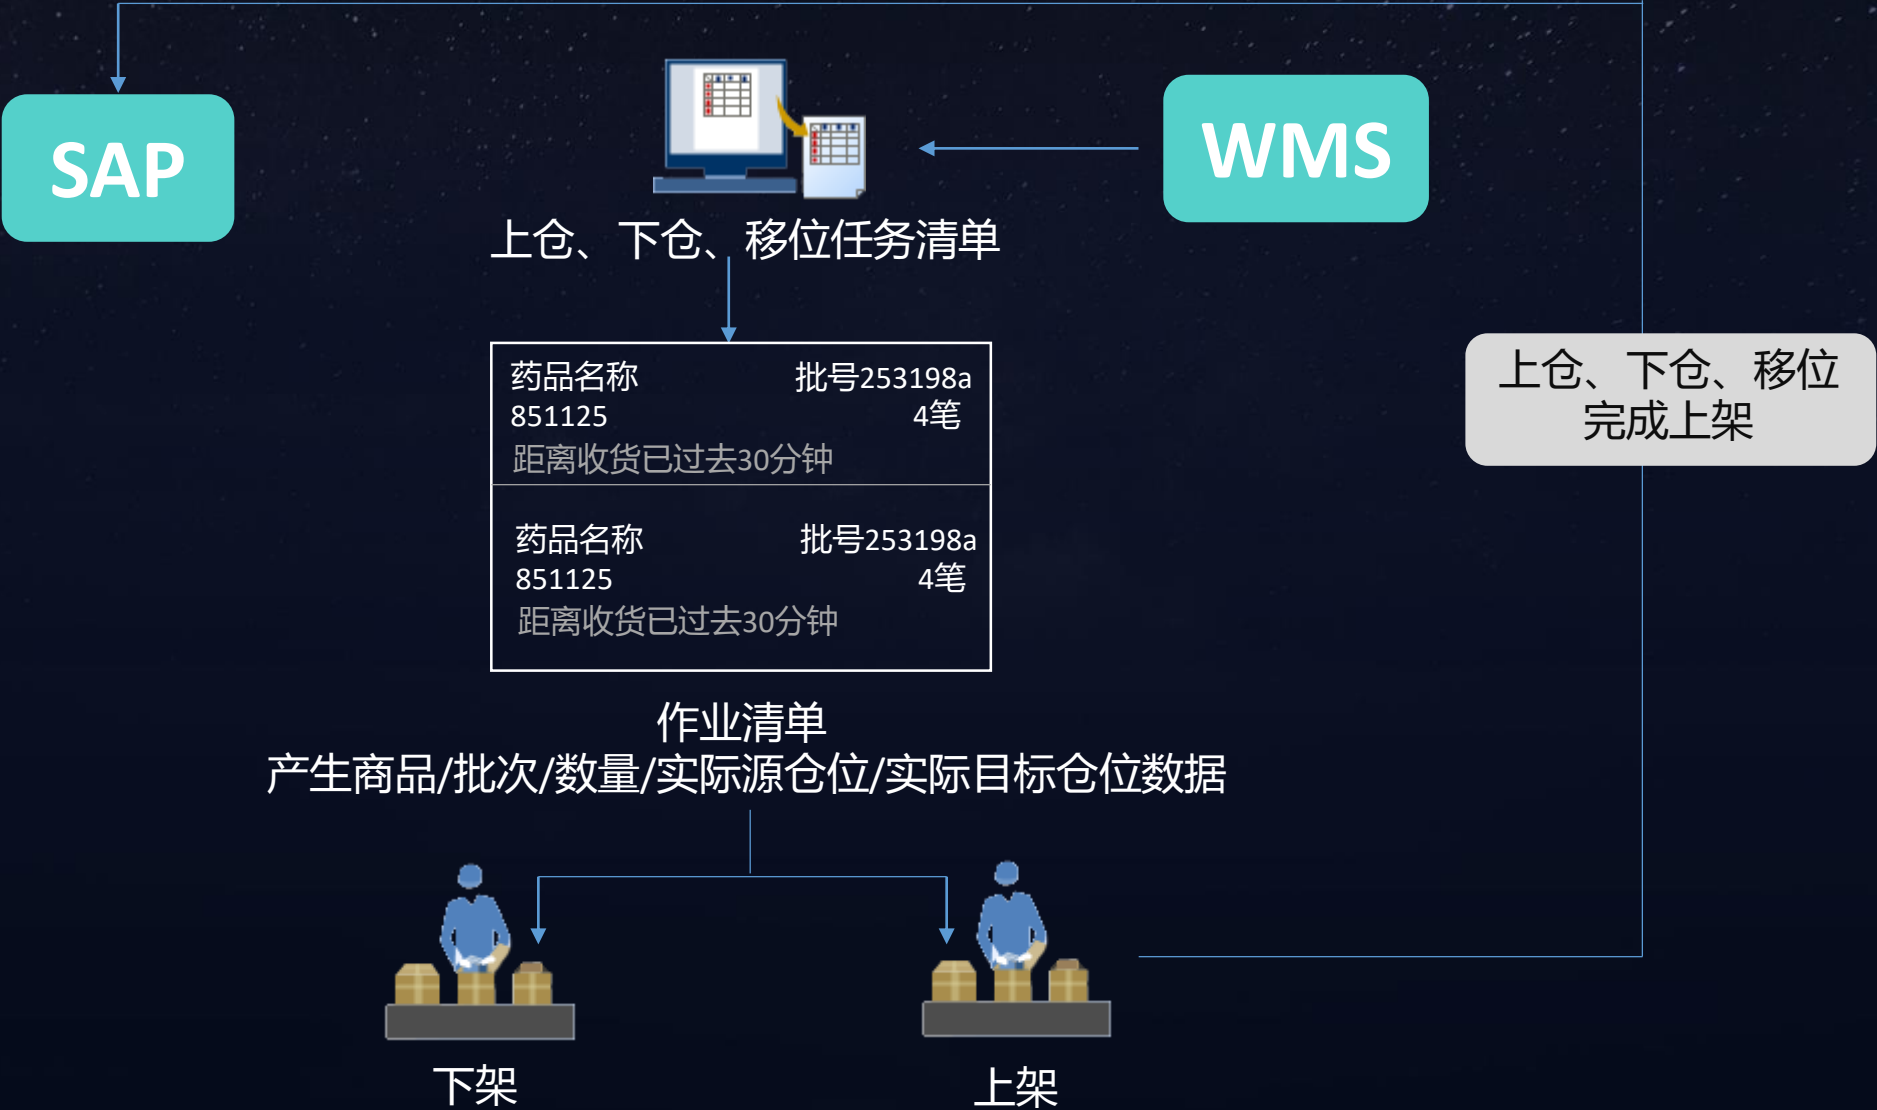 SAP
WMS
上仓、下仓、移位任务清单
药品名称 批号253198a
851125 4笔
距离收货已过去30分钟
药品名称 批号253198a
851125 4笔
距离收货已过去30分钟
上仓、下仓、移位
完成上架
作业清单
产生商品/批次/数量/实际源仓位/实际目标仓位数据
下架
上架